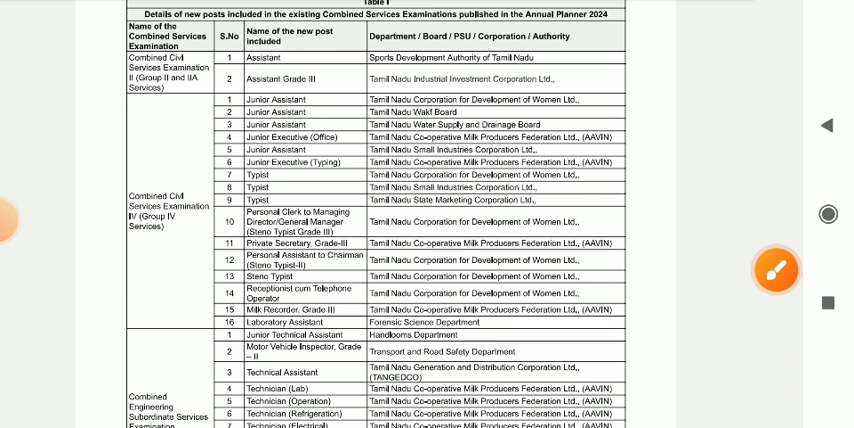 Table I
Details of new posts included in the existing Combined Services Examinations published in the Annual Planner 2024
Name of the Combined Services Examination S.No Name of the new post included Department / Board / PSU / Corporation / Authority
Combined Civil Services Examination II (Group II and IIA Services)
1 Assistant Sports Development Authority of Tamil Nadu
2 Assistant Grade III Tamil Nadu Industrial Investment Corporation Ltd.,
Combined Civil Services Examination IV (Group IV Services)
1 Junior Assistant Tamil Nadu Corporation for Development of Women Ltd.,
2 Junior Assistant Tamil Nadu Wakf Board
3 Junior Assistant Tamil Nadu Water Supply and Drainage Board
4 Junior Executive (Office) Tamil Nadu Co-operative Milk Producers Federation Ltd., (AAVIN)
5 Junior Assistant Tamil Nadu Small Industries Corporation Ltd.,
6 Junior Executive (Typing) Tamil Nadu Co-operative Milk Producers Federation Ltd., (AAVIN)
7 Typist Tamil Nadu Corporation for Development of Women Ltd.,
8 Typist Tamil Nadu Small Industries Corporation Ltd.,
9 Typist Tamil Nadu State Marketing Corporation Ltd.,
10 Personal Clerk to Managing Director/General Manager (Steno Typist Grade III) Tamil Nadu Corporation for Development of Women Ltd.,
11 Private Secretary, Grade-III Tamil Nadu Co-operative Milk Producers Federation Ltd., (AAVIN)
12 Personal Assistant to Chairman (Steno Typist-II) Tamil Nadu Corporation for Development of Women Ltd.,
13 Steno Typist Tamil Nadu Corporation for Development of Women Ltd.,
14 Receptionist cum Telephone Operator Tamil Nadu Corporation for Development of Women Ltd.,
15 Milk Recorder, Grade III Tamil Nadu Co-operative Milk Producers Federation Ltd., (AAVIN)
16 Laboratory Assistant Forensic Science Department
Combined Engineering Subordinate Services Examination
1 Junior Technical Assistant Handlooms Department
2 Motor Vehicle Inspector, Grade – II Transport and Road Safety Department
3 Technical Assistant Tamil Nadu Generation and Distribution Corporation Ltd., (TANGEDCO)
4 Technician (Lab) Tamil Nadu Co-operative Milk Producers Federation Ltd., (AAVIN)
5 Technician (Operation) Tamil Nadu Co-operative Milk Producers Federation Ltd., (AAVIN)
6 Technician (Refrigeration) Tamil Nadu Co-operative Milk Producers Federation Ltd., (AAVIN)
7 Technician (Electrical) Tamil Nadu Co-operative Milk Producers Federation Ltd., (AAVIN)